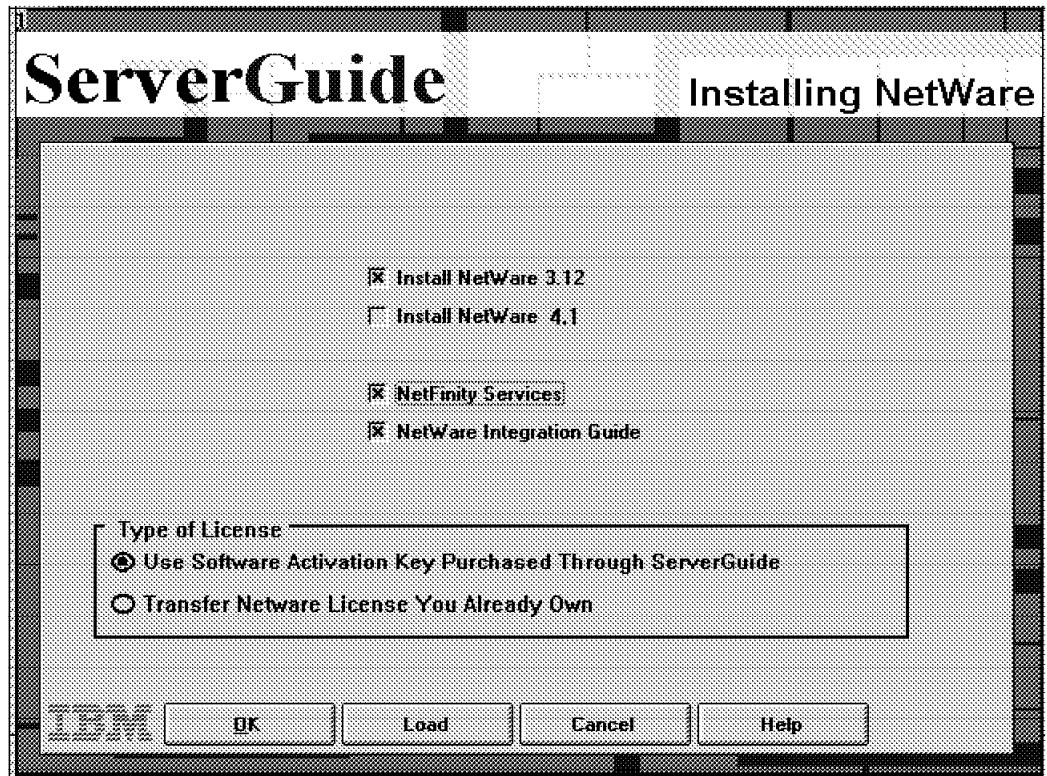 ServerGuide
Installing NetWare
Install NetWare 3.12
Install NetWare 4.1
NetFinity Services
NetWare Integration Guide
Type of License
Use Software Activation Key Purchased Through ServerGuide
Transfer Netware License You Already Own
IBM
OK
Load
Cancel
Help